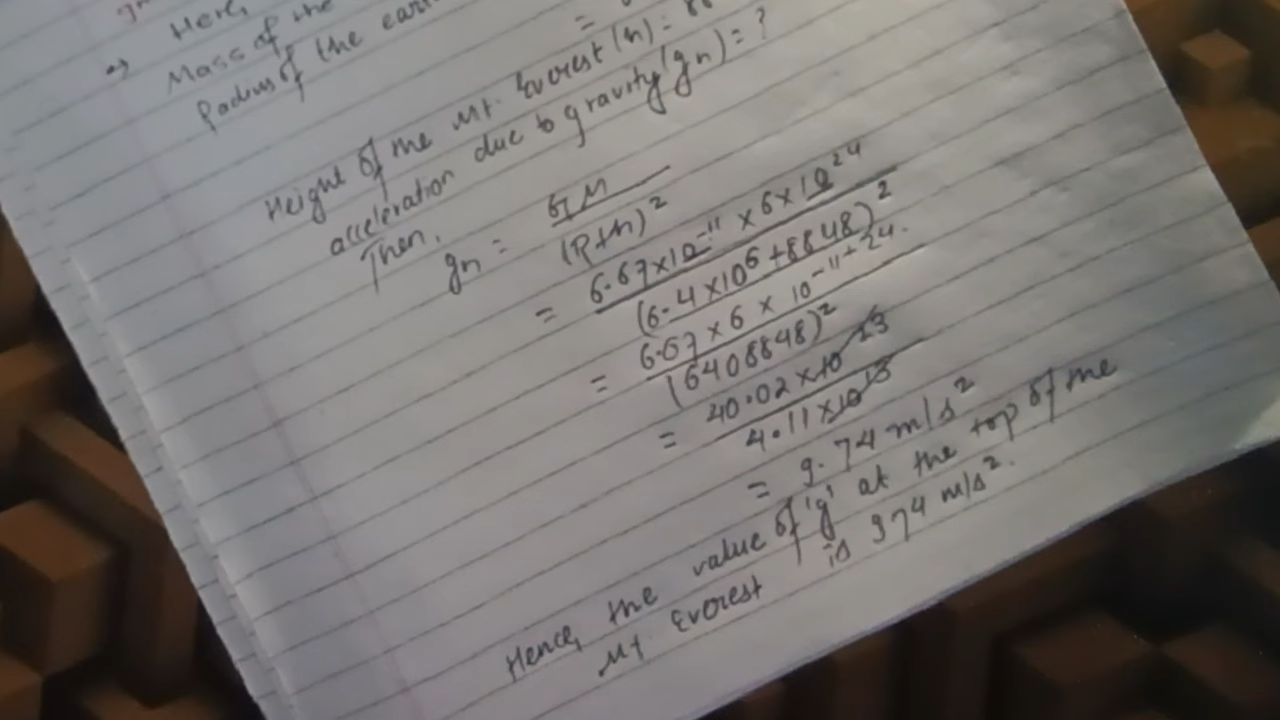 Here,
Mass of the
Radius of the ear
=
Height of the Mt. Everest (h) = 88
acceleration due to gravity (gh) = ?
Then,
gh = GM / (R+h)²
= 6.67×10⁻¹¹ × 6×10²⁴ / (6.4×10⁶ + 8848)²
= 6.67 × 6 × 10⁻¹¹⁺²⁴ / (6408848)²
= 40.02 × 10¹³ / 4.11 × 10¹³
= 9.74 m/s²
Hence, the value of 'g' at the top of the
Mt Everest is 974 m/s².